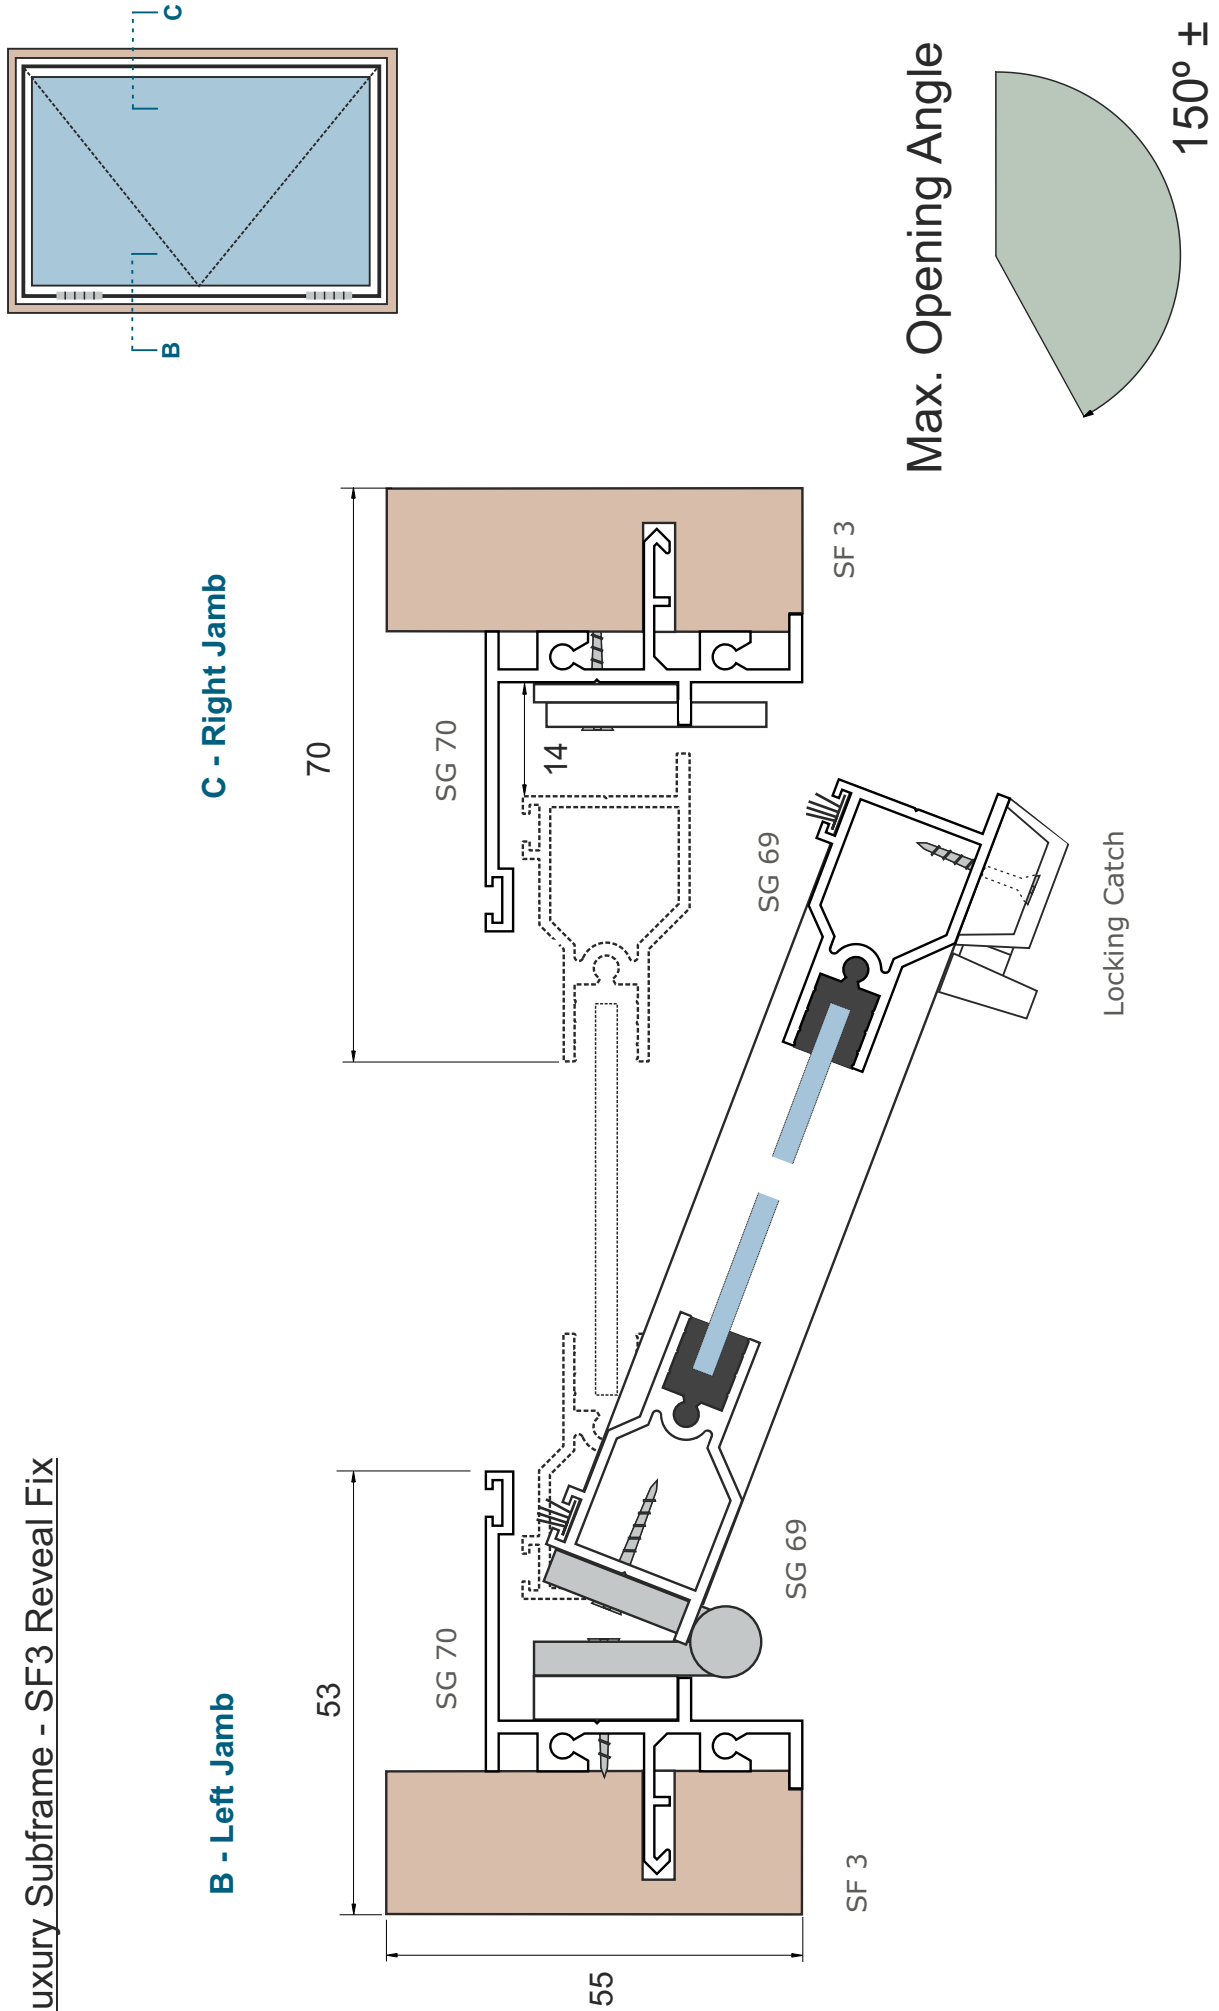 uxury Subframe - SF3 Reveal Fix
B - Left Jamb
C - Right Jamb
B
C
53
70
SG 70
SG 70
14
55
SF 3
SF 3
SG 69
SG 69
Locking Catch
Max. Opening Angle
150º ±